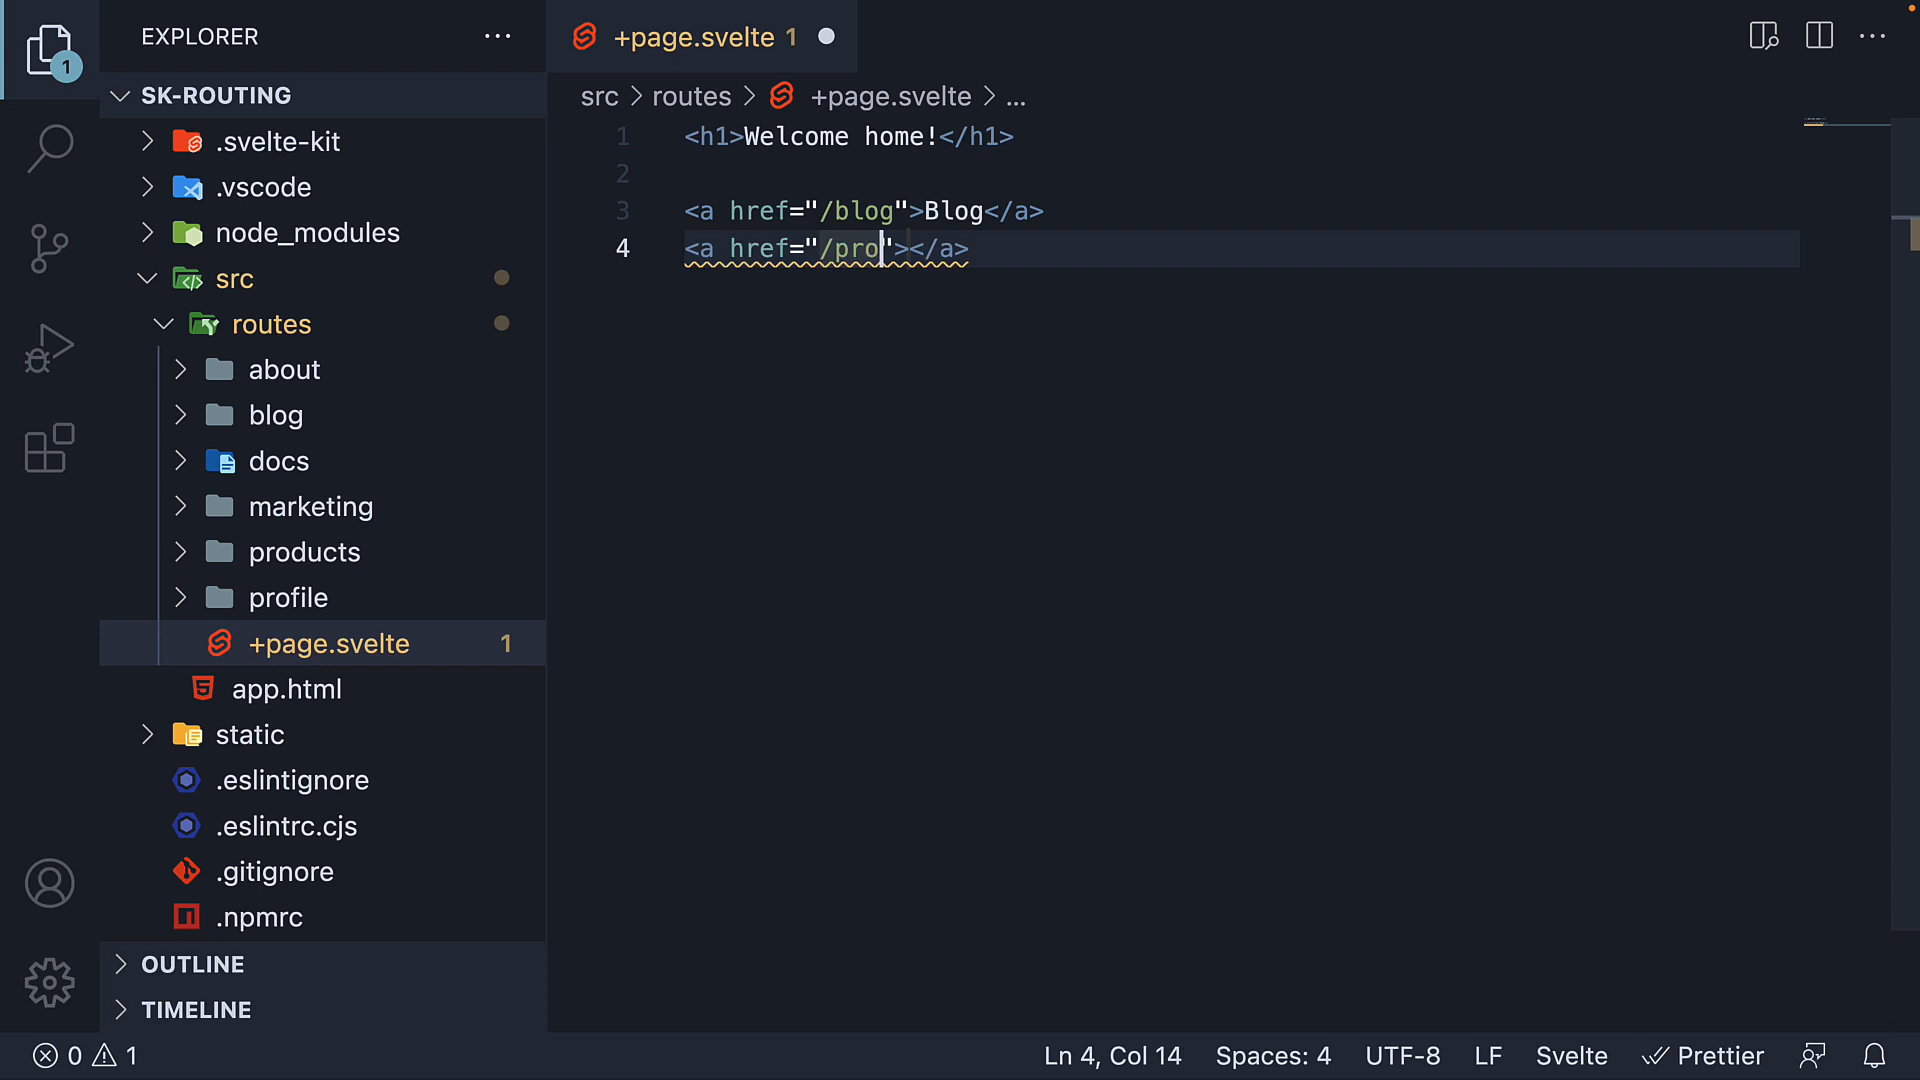 EXPLORER
1
SK-ROUTING
.svelte-kit
.vscode
node_modules
src
routes
about
blog
docs
marketing
products
profile
+page.svelte 1
app.html
static
.eslintignore
.eslintrc.cjs
.gitignore
.npmrc
OUTLINE
TIMELINE
+page.svelte 1
src > routes > +page.svelte > ...
1 <h1>Welcome home!</h1>
2
3 <a href="/blog">Blog</a>
4 <a href="/pro"></a>
0 1
Ln 4, Col 14 Spaces: 4 UTF-8 LF Svelte Prettier